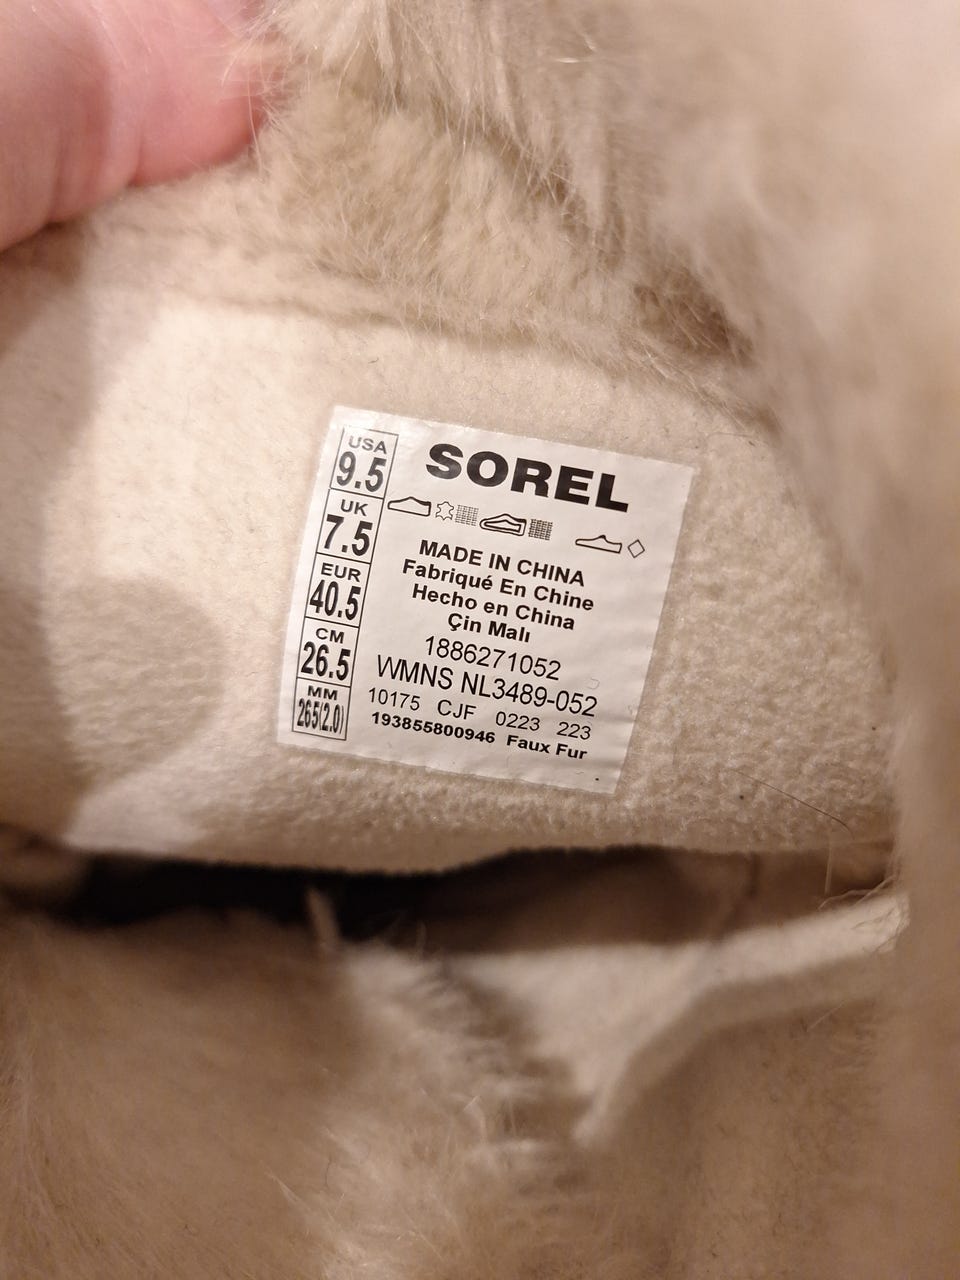 USA
9.5
UK
7.5
EUR
40.5
CM
26.5
MM
265(2.0)
SOREL
MADE IN CHINA
Fabriqué En Chine
Hecho en China
Çin Malı
1886271052
WMNS NL3489-052
10175 CJF 0223 223
193855800946 Faux Fur